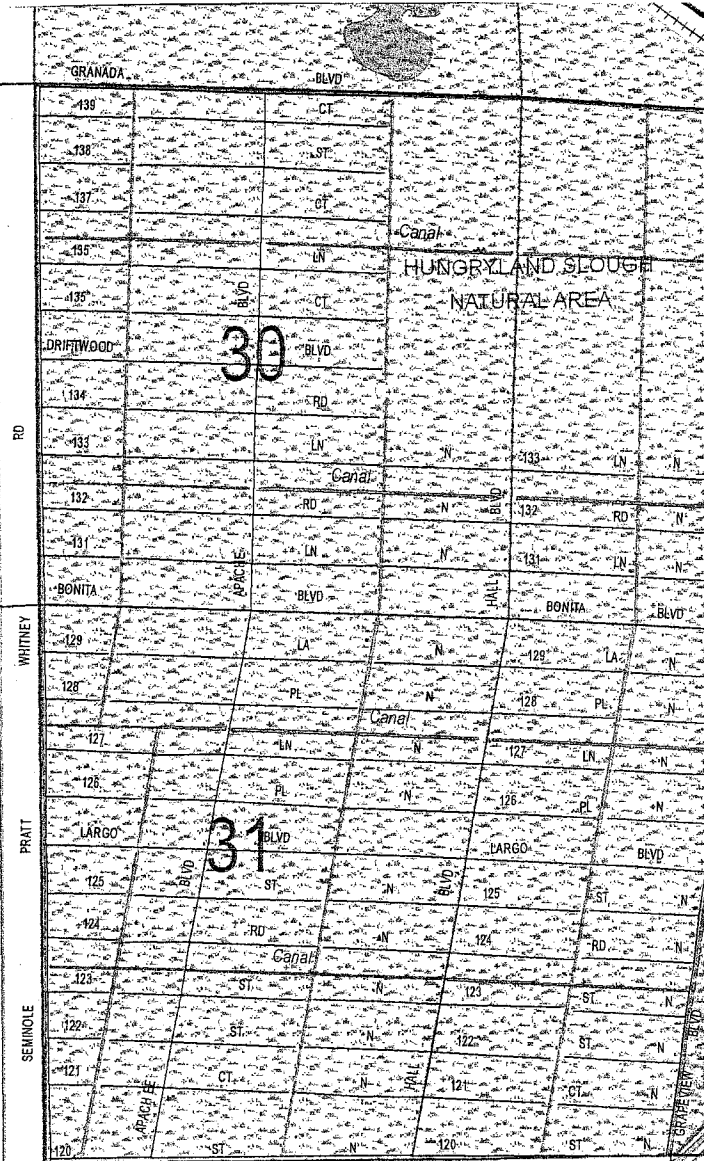 GRANADA BLVD
139 CT
138 ST
137 CT
Canal
135 LN
HUNGRYLAND SLOUGH
NATURAL AREA
BLVD
135 CT
30
DRIFTWOOD BLVD
134 RD
RD
133 LN N 133 LN N
Canal
132 RD N BLVD 132 RD N
131 LN N 131 LN N
APACHE
HALL
BONITA BLVD BONITA BLVD
WHITNEY
129 LA N 129 LA N
128 PL N 128 PL N
Canal
127 LN N 127 LN N
126 PL N 126 PL N
PRATT
LARGO BLVD LARGO BLVD
31
BLVD
BLVD
125 ST N 125 ST N
124 RD N 124 RD N
Canal
123 ST N 123 ST N
SEMINOLE
122 ST 122 ST N
BLVD
121 CT N 121 CT N
APACHEE
HALL
GRAPEVIEW
120 ST N 120 ST N